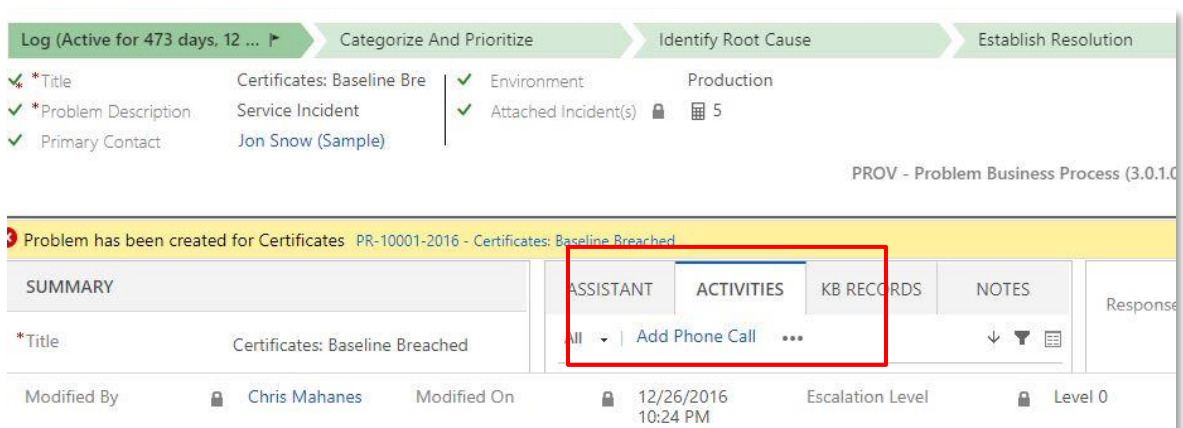 Log (Active for 473 days, 12 ... Categorize And Prioritize Identify Root Cause Establish Resolution
*Title Certificates: Baseline Bre Environment Production
*Problem Description Service Incident Attached Incident(s) 5
Primary Contact Jon Snow (Sample)
PROV - Problem Business Process (3.0.1.0
Problem has been created for Certificates PR-10001-2016 - Certificates: Baseline Breached
SUMMARY ASSISTANT ACTIVITIES KB RECORDS NOTES
Response
*Title Certificates: Baseline Breached All | Add Phone Call •••
Modified By Chris Mahanes Modified On 12/26/2016 Escalation Level Level 0
10:24 PM